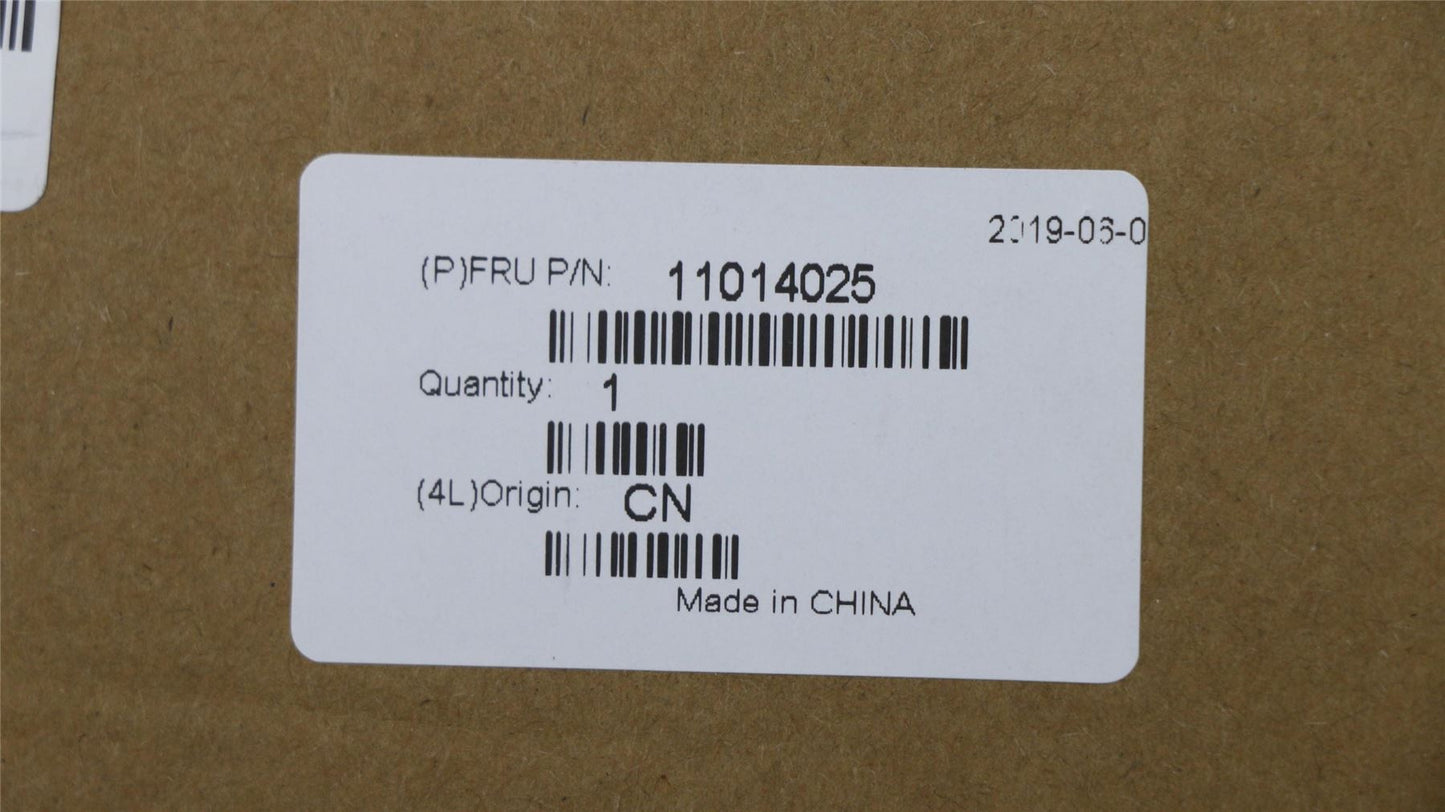 2019-06-0
(P)FRU P/N: 11014025
Quantity: 1
(4L)Origin: CN
Made in CHINA